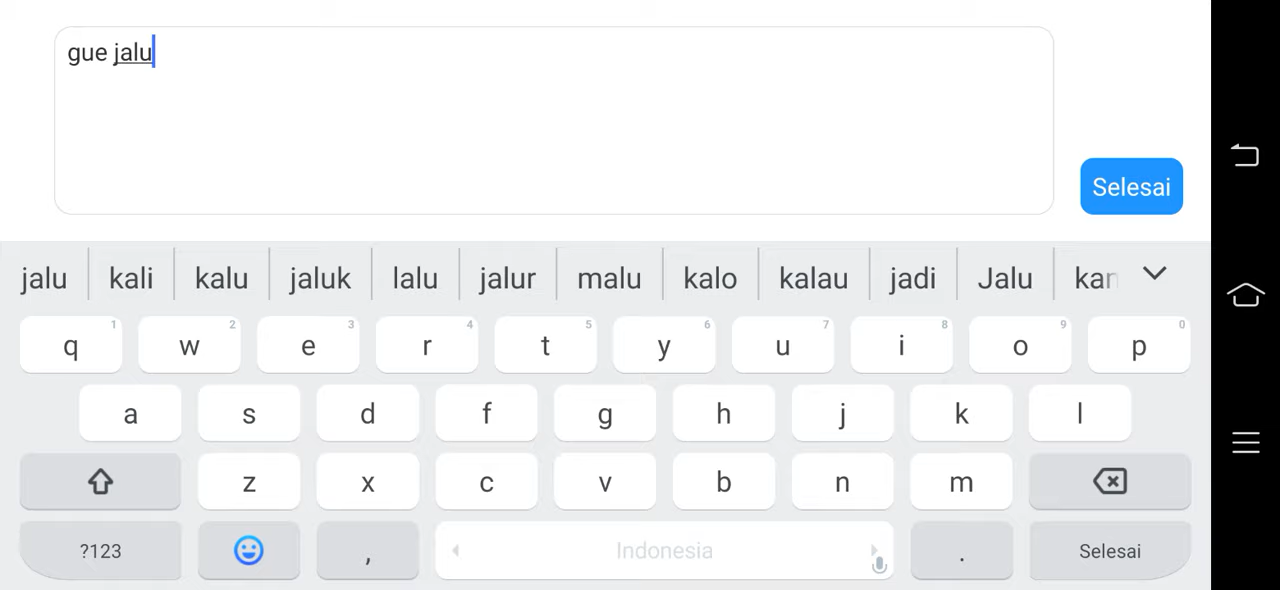 gue jalu
Selesai
jalu kali kalu jaluk lalu jalur malu kalo kalau jadi Jalu kan
q 1 w 2 e 3 r 4 t 5 y 6 u 7 i 8 o 9 p 0
a s d f g h j k l
z x c v b n m
?123 , Indonesia . Selesai